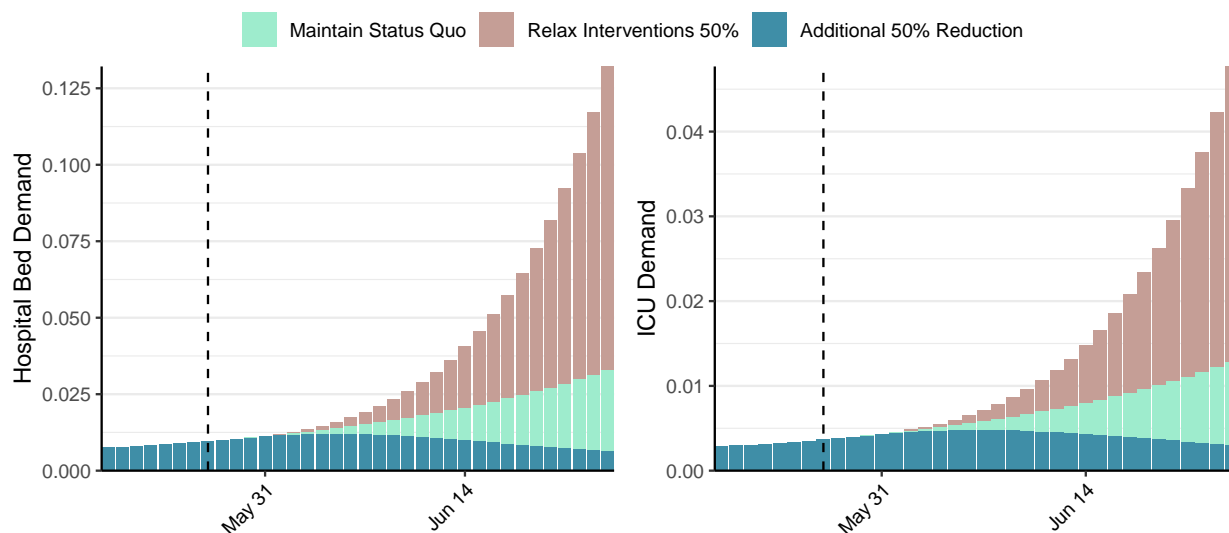 Maintain Status Quo Relax Interventions 50% Additional 50% Reduction
Hospital Bed Demand
0.125
0.100
0.075
0.050
0.025
0.000
May 31
Jun 14
ICU Demand
0.04
0.03
0.02
0.01
0.00
May 31
Jun 14